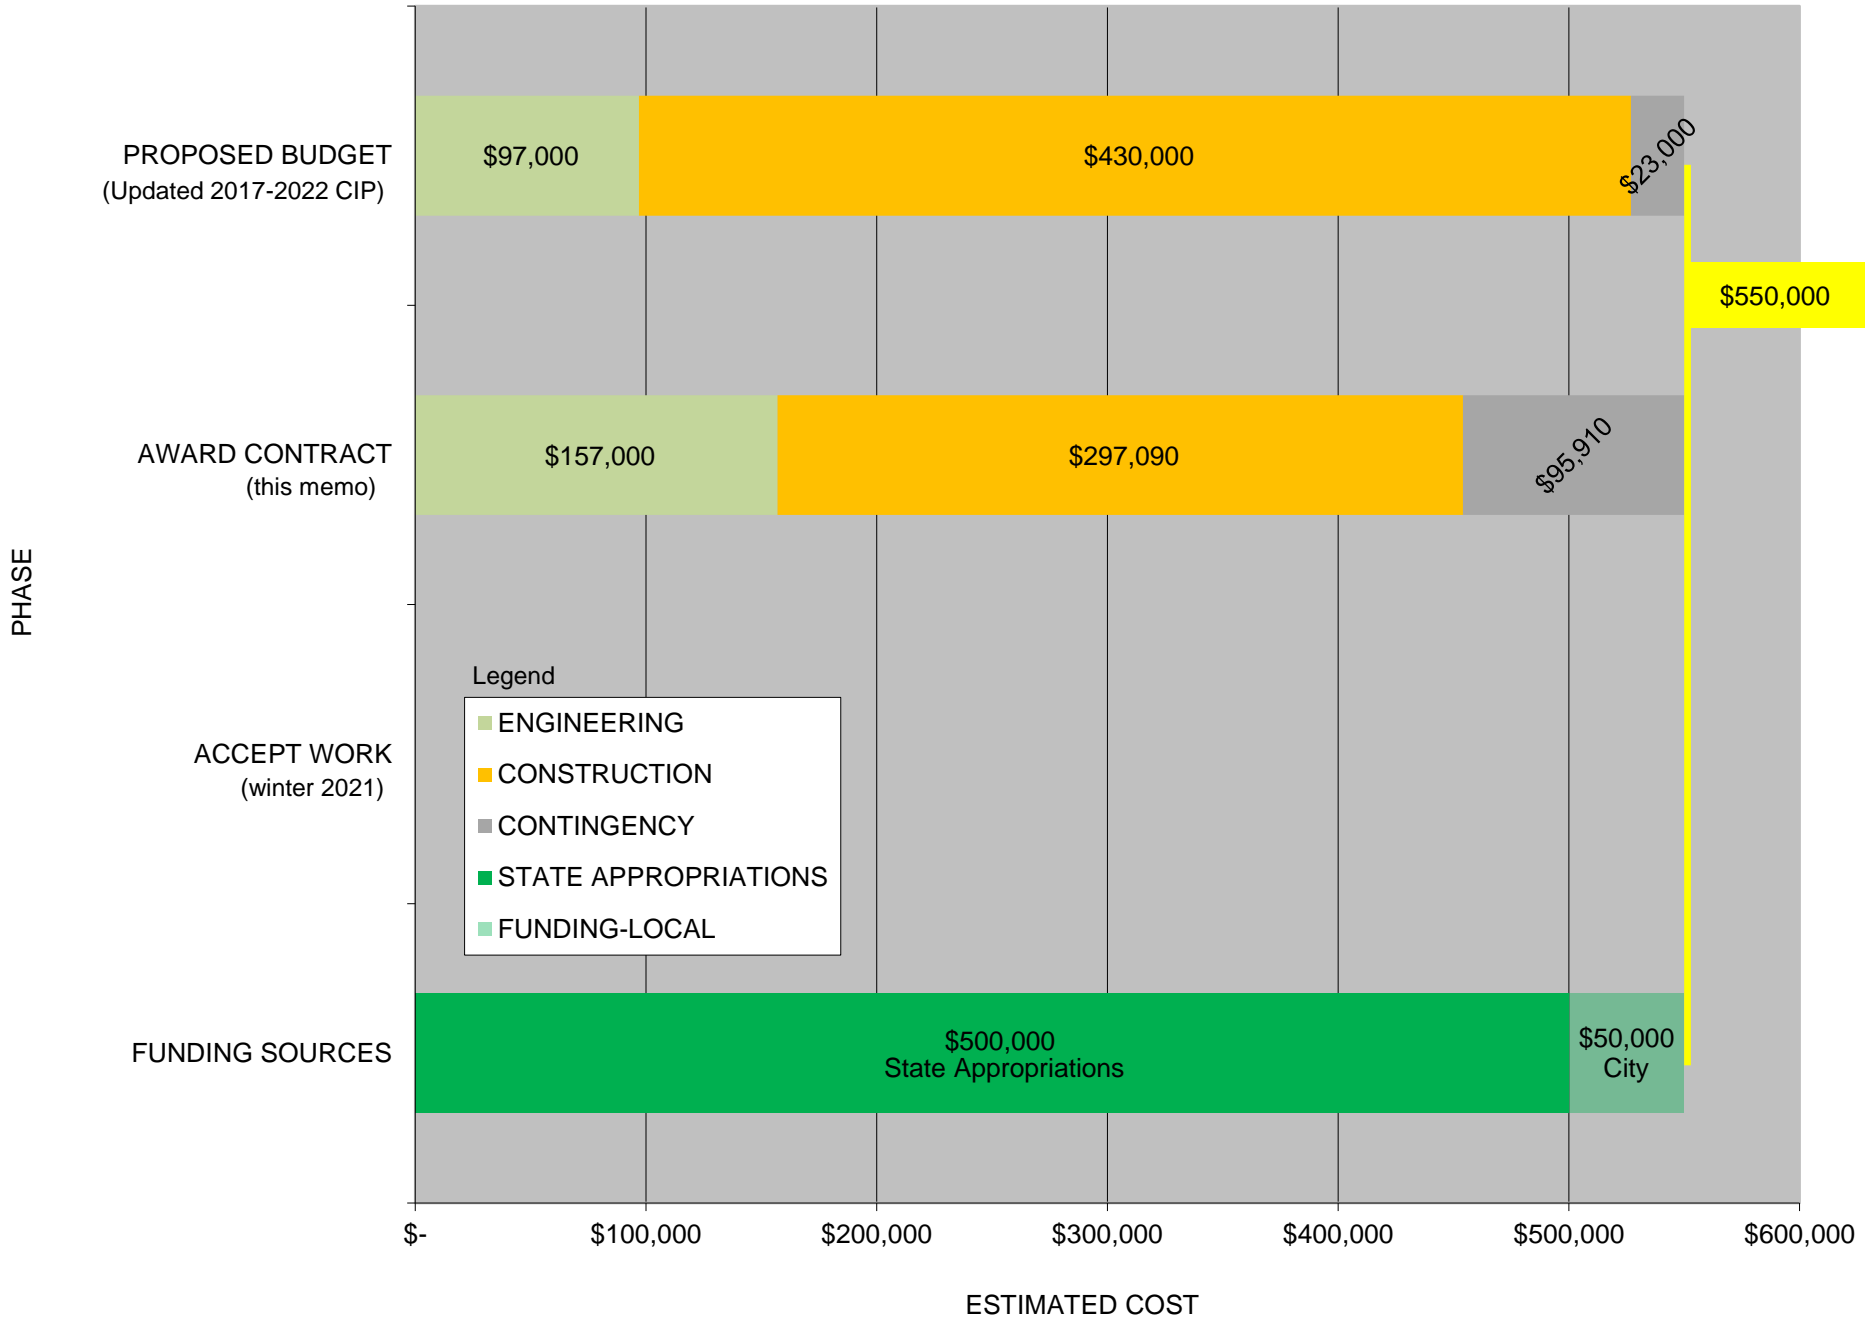 PROPOSED BUDGET
(Updated 2017-2022 CIP)
$97,000
$430,000
$23,000
$550,000
AWARD CONTRACT
(this memo)
$157,000
$297,090
$95,910
PHASE
ACCEPT WORK
(winter 2021)
Legend
ENGINEERING
CONSTRUCTION
CONTINGENCY
STATE APPROPRIATIONS
FUNDING-LOCAL
FUNDING SOURCES
$500,000
State Appropriations
$50,000
City
$- $100,000 $200,000 $300,000 $400,000 $500,000 $600,000
ESTIMATED COST